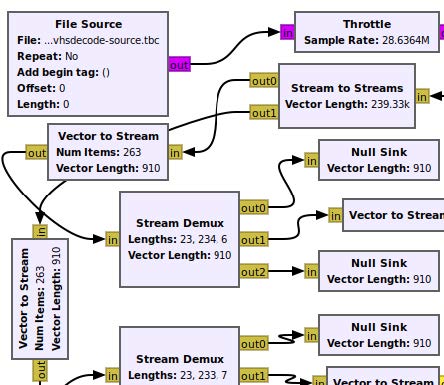 File Source
File: ...vhsdecode-source.tbc
Repeat: No
Add begin tag: ()
Offset: 0
Length: 0
out
in
Throttle
Sample Rate: 28.6364M
out0
out1
Stream to Streams
Vector Length: 239.33k
in
out
Vector to Stream
Num Items: 263
Vector Length: 910
in
in
Null Sink
Vector Length: 910
in
Stream Demux
Lengths: 23, 234, 6
Vector Length: 910
out0
out1
out2
in
Vector to Stream
in
Null Sink
Vector Length: 910
in
Vector to Stream
Num Items: 263
Vector Length: 910
out
in
Stream Demux
Lengths: 23, 233, 7
out0
out1
in
Null Sink
Vector Length: 910
in
Vector to Stream